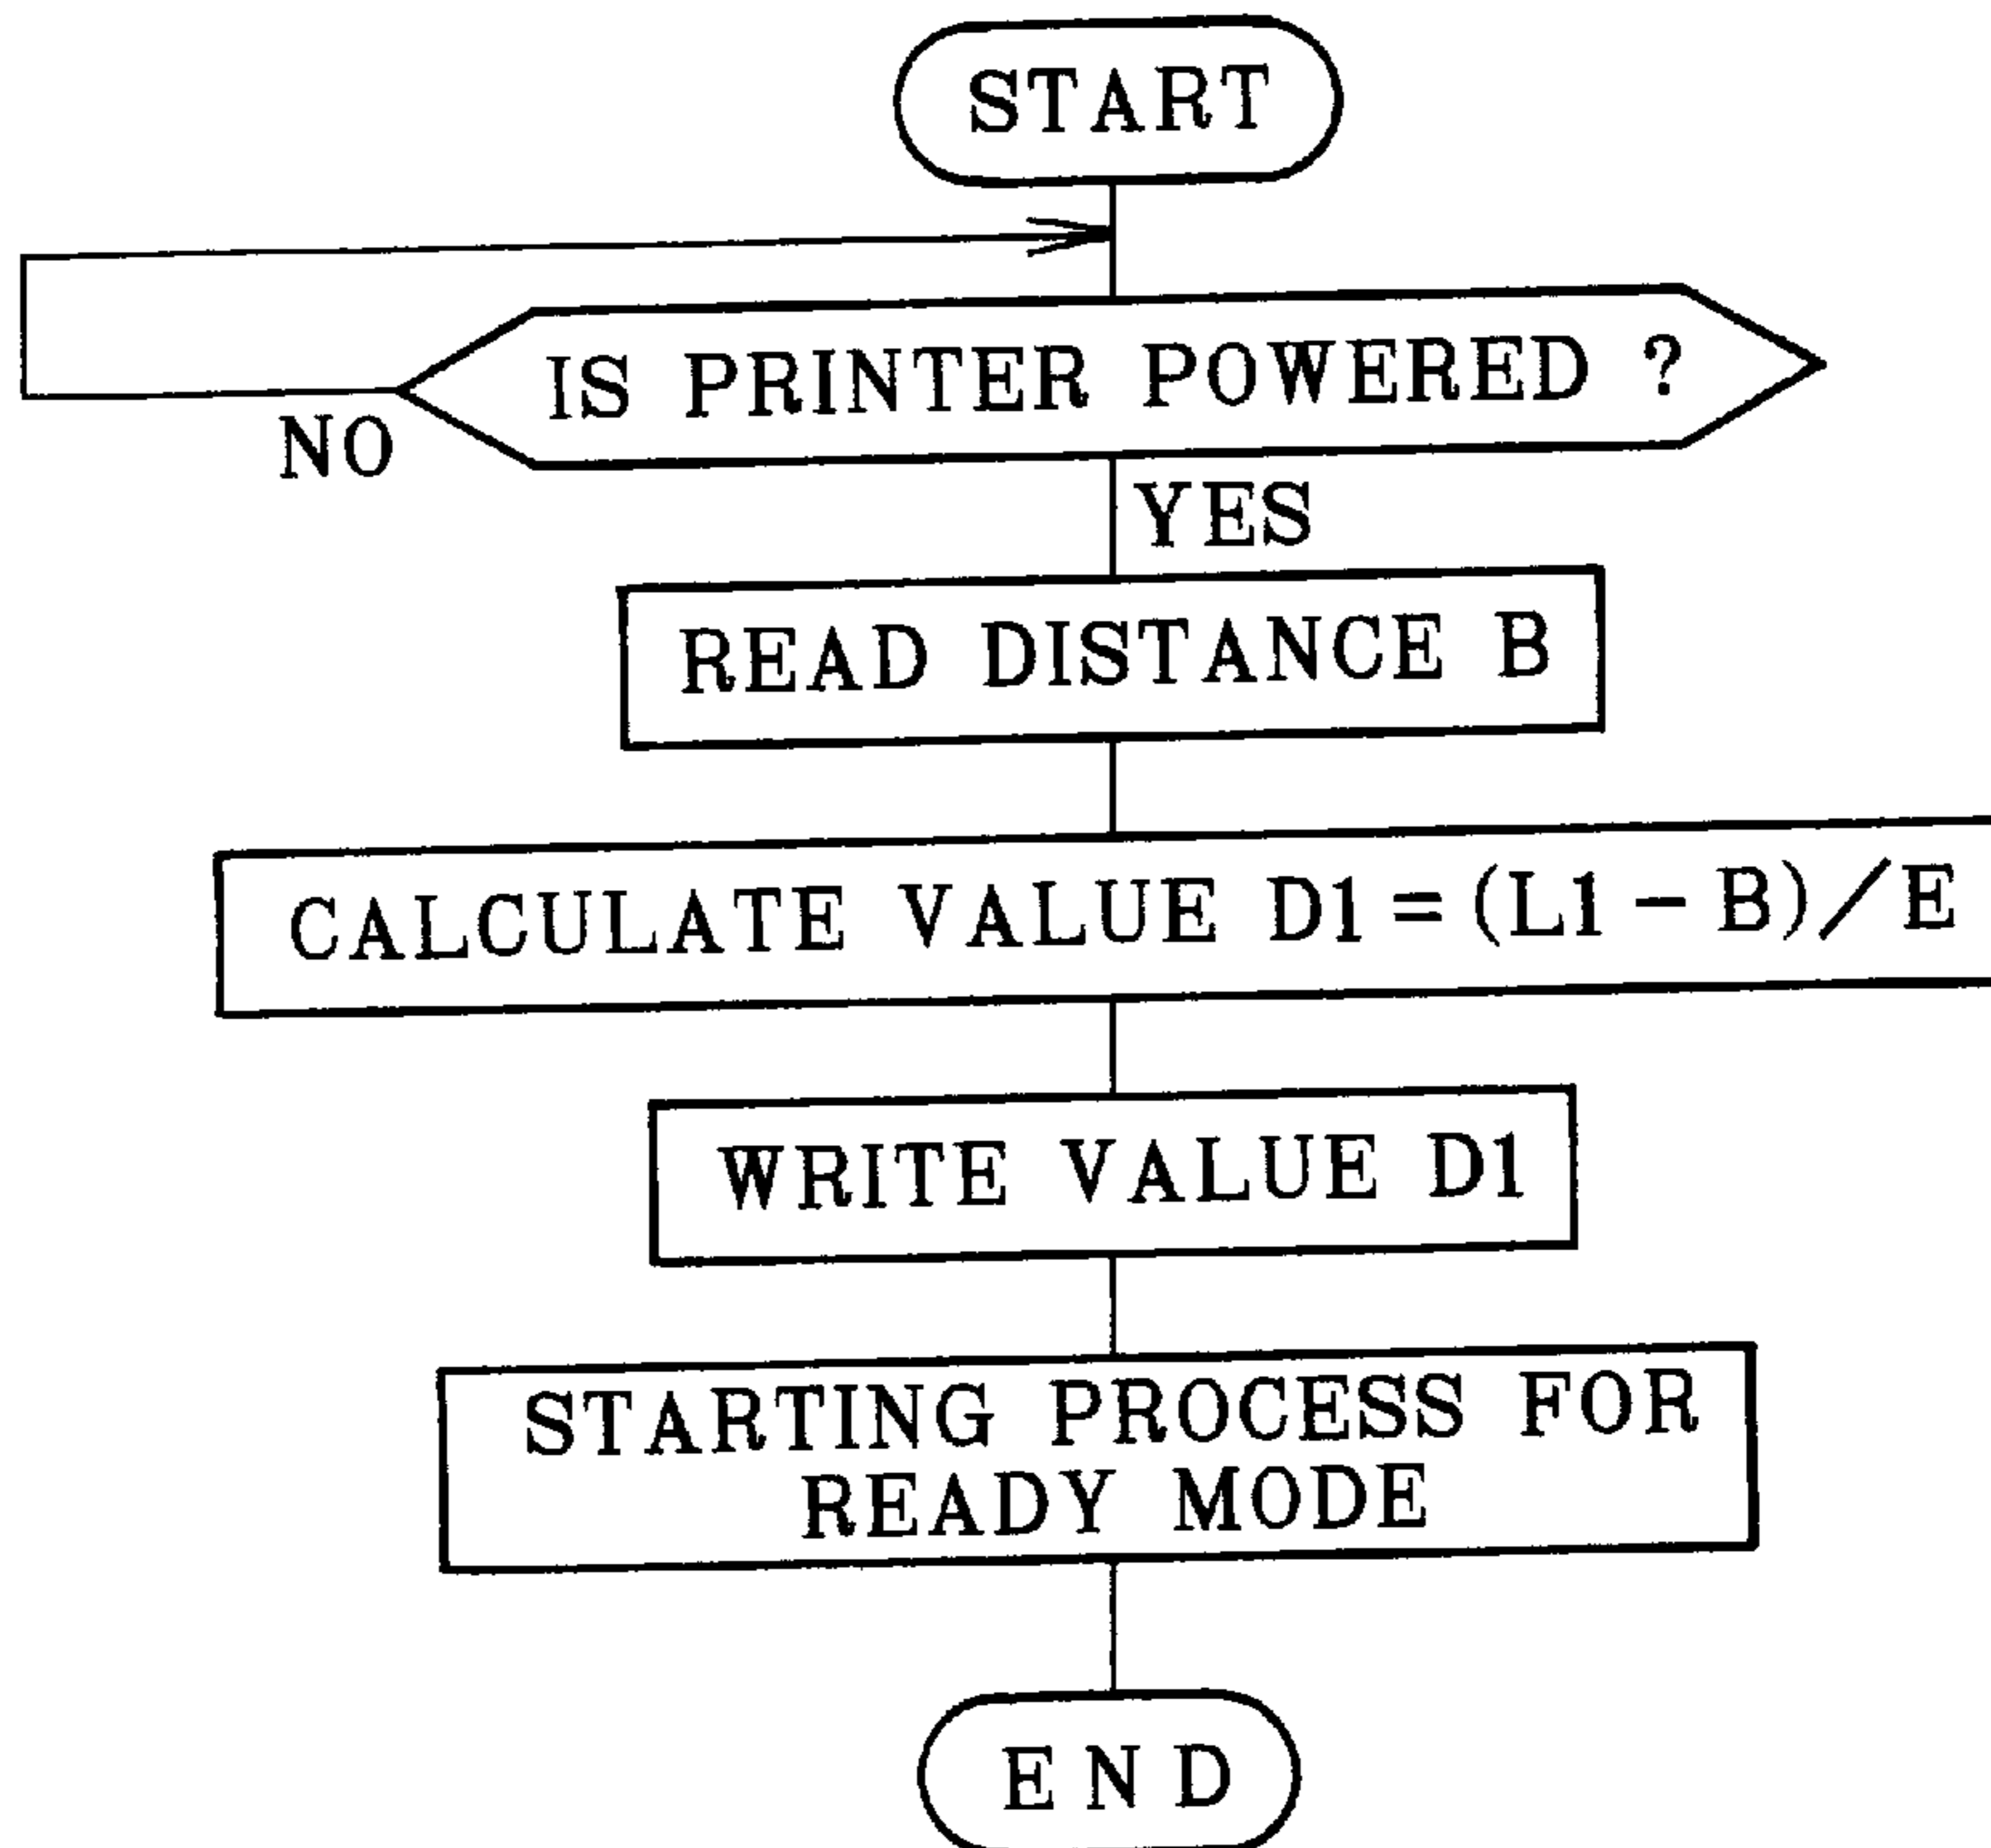 START
IS PRINTER POWERED ?
NO
YES
READ DISTANCE B
CALCULATE VALUE D1=(L1-B)/E
WRITE VALUE D1
STARTING PROCESS FOR
READY MODE
END